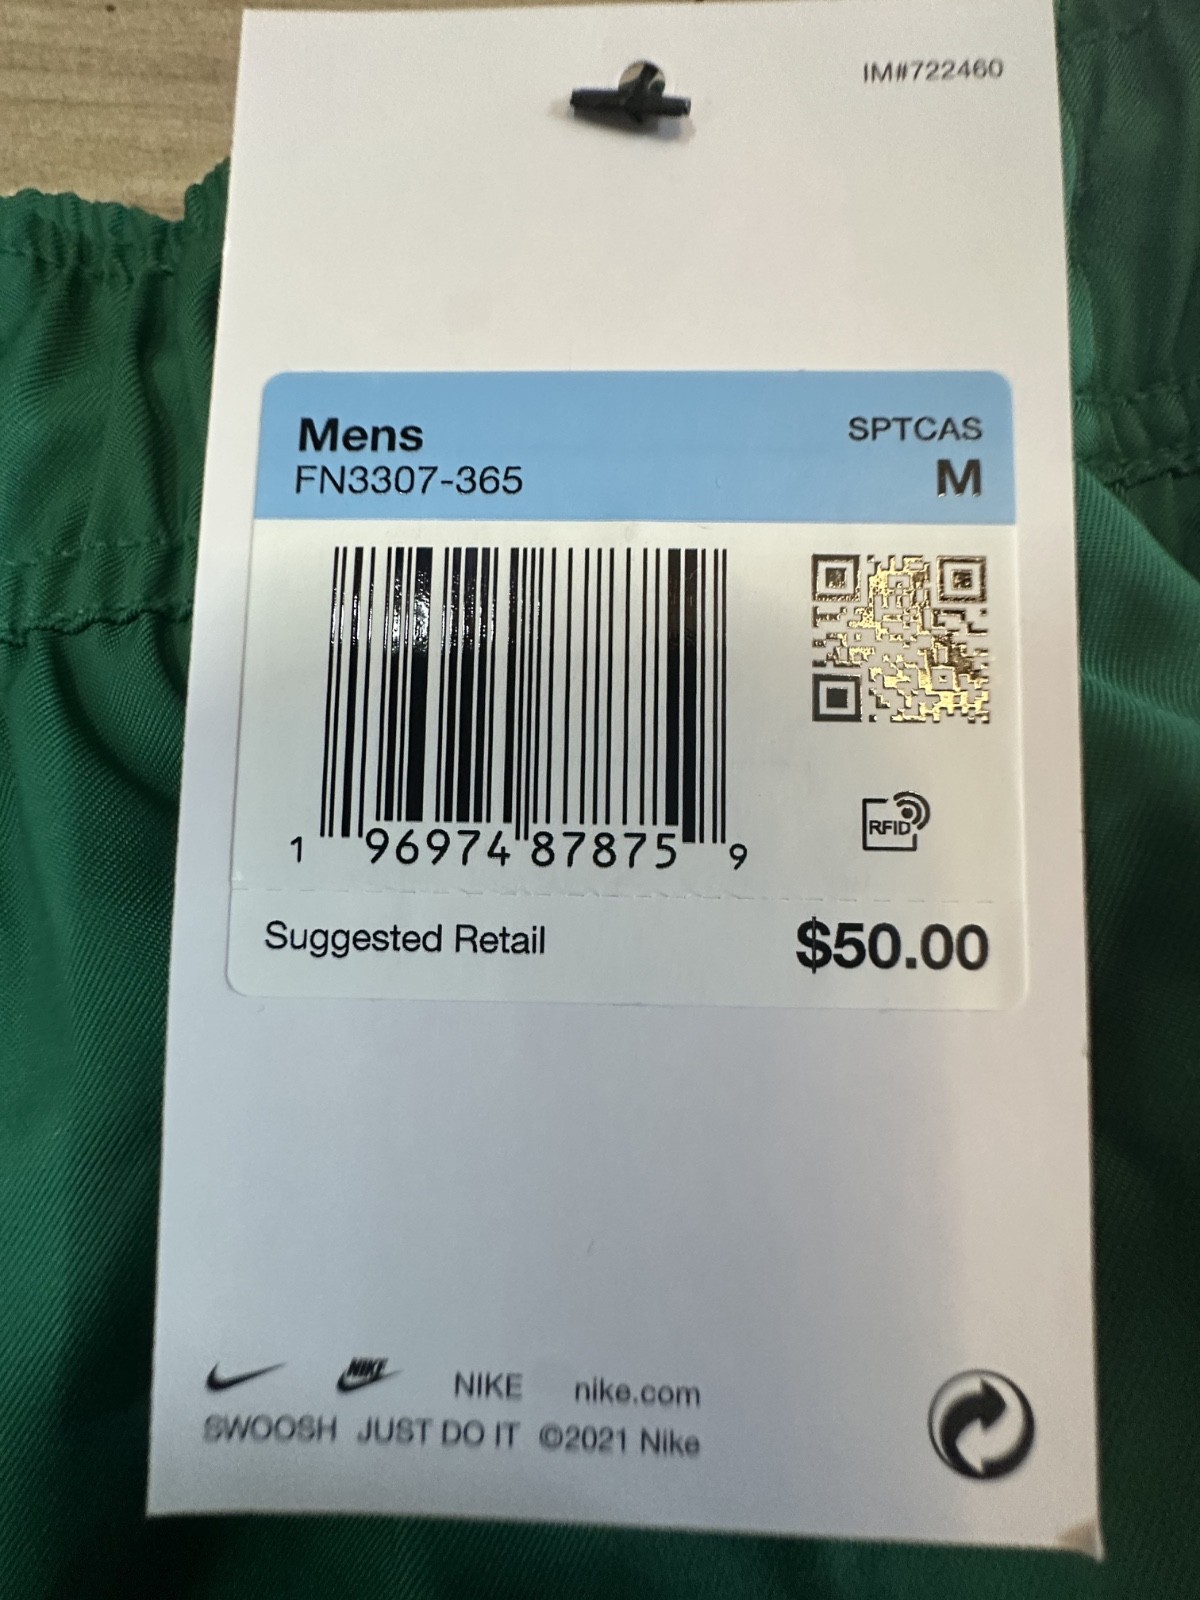 IM#722460
Mens
SPTCAS
FN3307-365
M
RFID
1 96974 87875 9
Suggested Retail
$50.00
NIKE NIKE nike.com
SWOOSH JUST DO IT ©2021 Nike